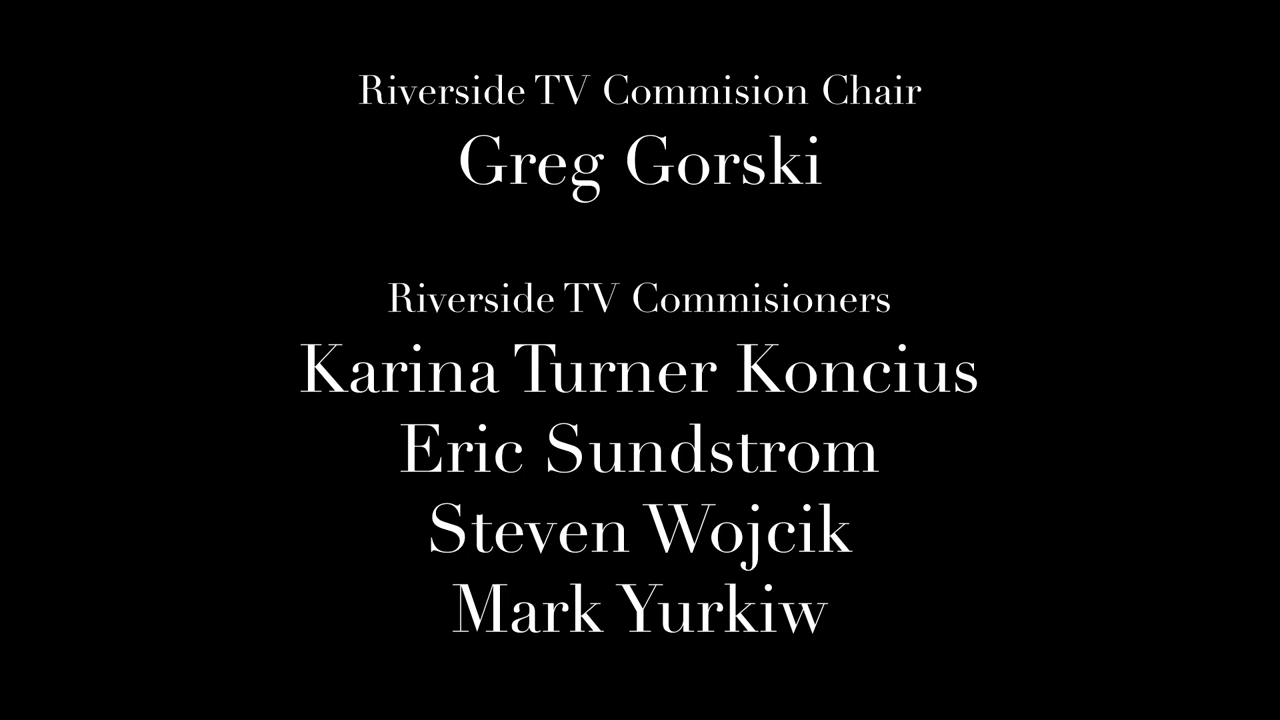 Riverside TV Commision Chair
Greg Gorski
Riverside TV Commisioners
Karina Turner Koncius
Eric Sundstrom
Steven Wojcik
Mark Yurkiw